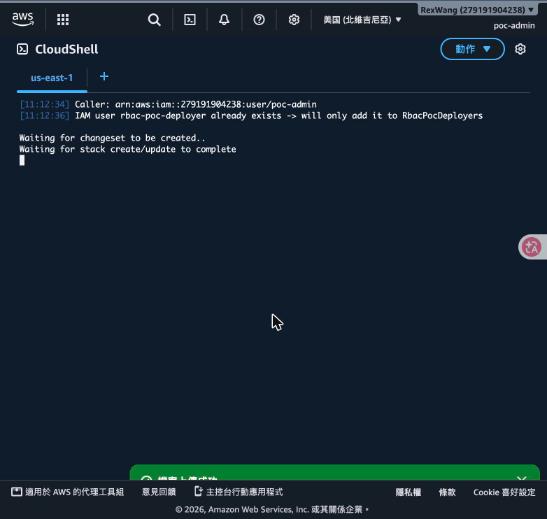 aws
美國 (北維吉尼亞) ▼
RexWang (279191904238) ▼
poc-admin
CloudShell
動作 ▼
us-east-1
+
[11:12:34] Caller: arn:aws:iam::279191904238:user/poc-admin
[11:12:36] IAM user rbac-poc-deployer already exists -> will only add it to RbacPocDeployers
Waiting for changeset to be created..
Waiting for stack create/update to complete
適用於 AWS 的代理工具組 意見回饋 主控台行動應用程式 隱私權 條款 Cookie 喜好設定
© 2026, Amazon Web Services, Inc. 或其關係企業。